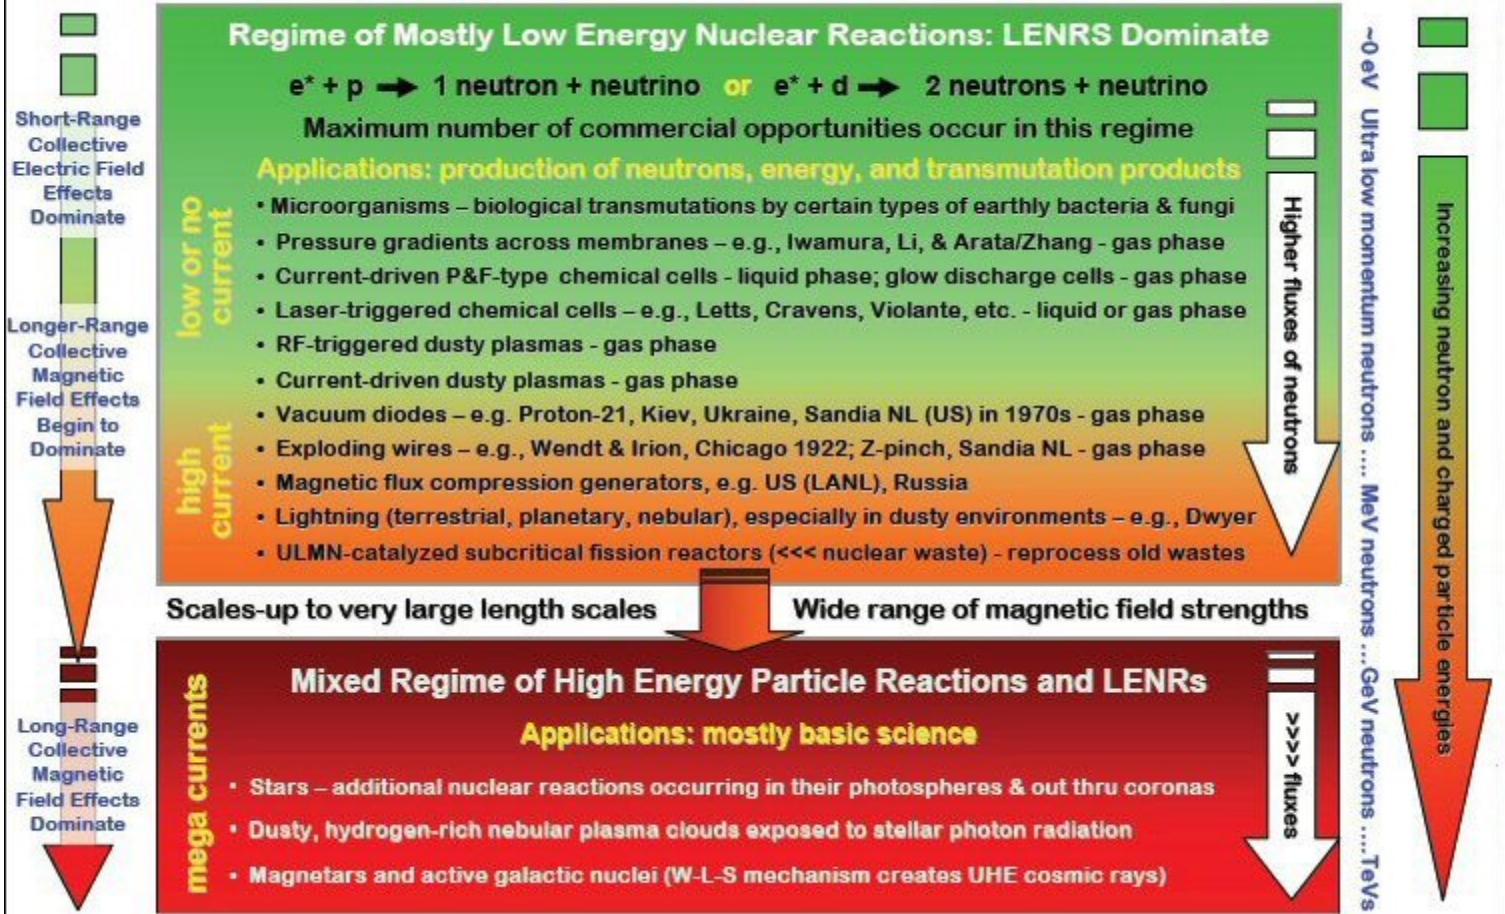 Regime of Mostly Low Energy Nuclear Reactions: LENRS Dominate
e* + p → 1 neutron + neutrino or e* + d → 2 neutrons + neutrino
Maximum number of commercial opportunities occur in this regime
Applications: production of neutrons, energy, and transmutation products
• Microorganisms – biological transmutations by certain types of earthly bacteria & fungi
• Pressure gradients across membranes – e.g., Iwamura, Li, & Arata/Zhang - gas phase
• Current-driven P&F-type chemical cells - liquid phase; glow discharge cells - gas phase
• Laser-triggered chemical cells – e.g., Letts, Cravens, Violante, etc. - liquid or gas phase
• RF-triggered dusty plasmas - gas phase
• Current-driven dusty plasmas - gas phase
• Vacuum diodes – e.g. Proton-21, Kiev, Ukraine, Sandia NL (US) in 1970s - gas phase
• Exploding wires – e.g., Wendt & Irion, Chicago 1922; Z-pinch, Sandia NL - gas phase
• Magnetic flux compression generators, e.g. US (LANL), Russia
• Lightning (terrestrial, planetary, nebular), especially in dusty environments – e.g., Dwyer
• ULMN-catalyzed subcritical fission reactors (<<< nuclear waste) - reprocess old wastes
low or no
current
high
current
Higher fluxes of neutrons
Short-Range
Collective
Electric Field
Effects
Dominate
Longer-Range
Collective
Magnetic
Field Effects
Begin to
Dominate
Long-Range
Collective
Magnetic
Field Effects
Dominate
Scales-up to very large length scales
Wide range of magnetic field strengths
Mixed Regime of High Energy Particle Reactions and LENRs
Applications: mostly basic science
• Stars – additional nuclear reactions occurring in their photospheres & out thru coronas
• Dusty, hydrogen-rich nebular plasma clouds exposed to stellar photon radiation
• Magnetars and active galactic nuclei (W-L-S mechanism creates UHE cosmic rays)
mega currents
>>>> fluxes
~0 eV Ultra low momentum neutrons .... MeV neutrons ...GeV neutrons ....TeVs
Increasing neutron and charged particle energies